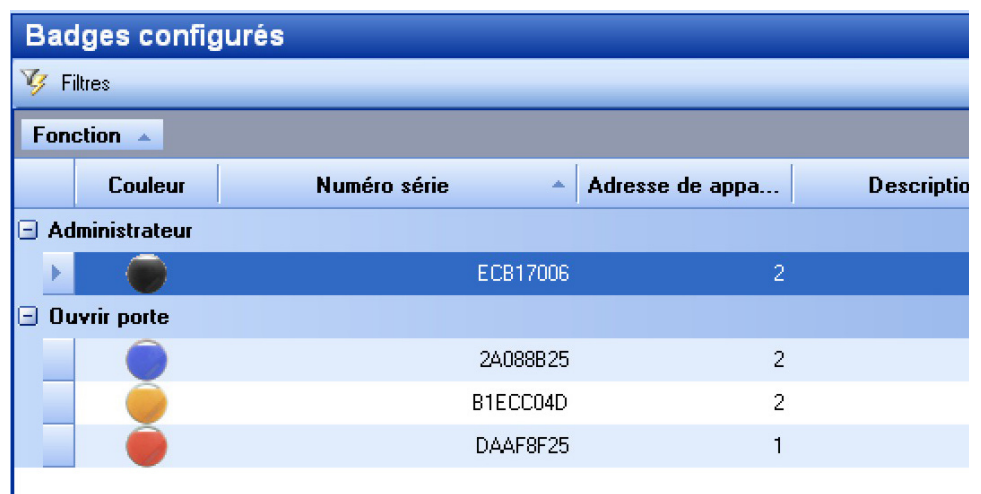 Badges configurés
Filtres
Fonction
Couleur Numéro série Adresse de appa... Descriptio
Administrateur
ECB17006 2
Ouvrir porte
2A088B25 2
B1ECC04D 2
DAAF8F25 1